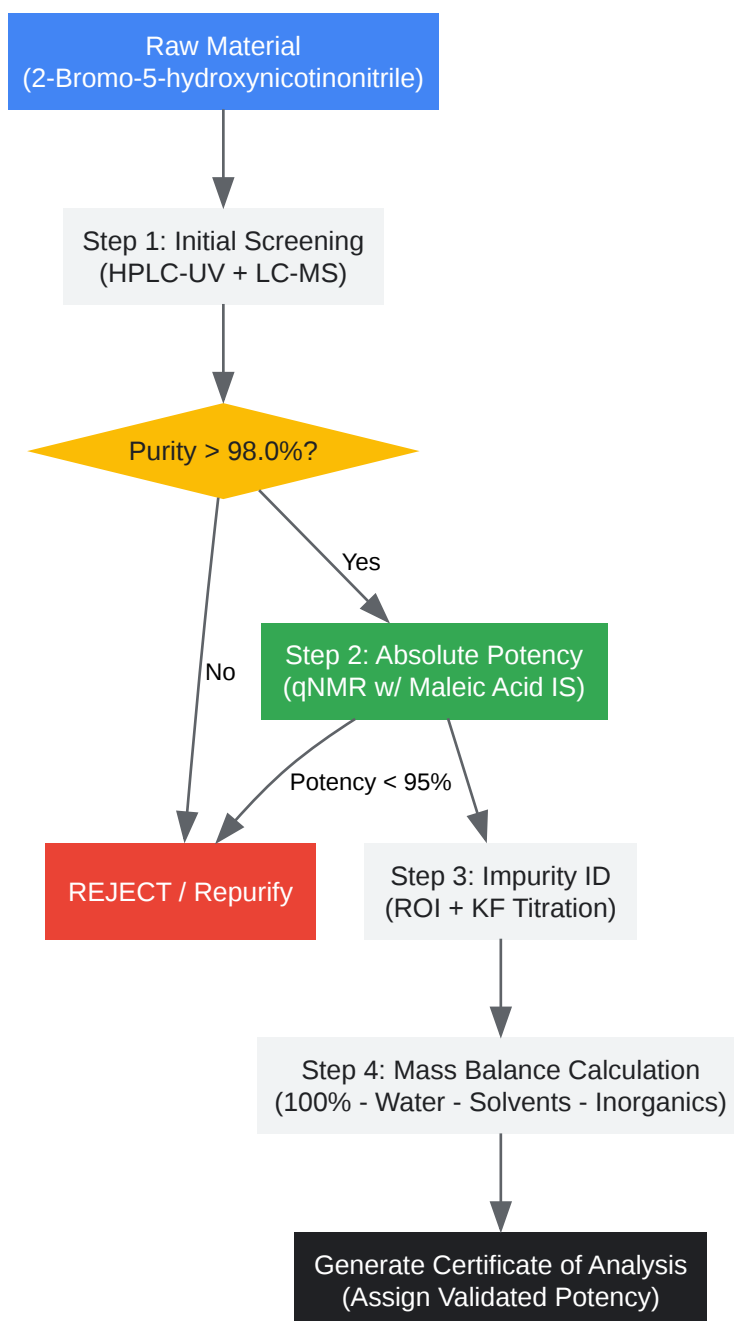 Raw Material
(2-Bromo-5-hydroxynicotinonitrile)
Step 1: Initial Screening
(HPLC-UV + LC-MS)
Purity > 98.0%?
Yes
Step 2: Absolute Potency
(qNMR w/ Maleic Acid IS)
No
Potency < 95%
REJECT / Repurify
Step 3: Impurity ID
(ROI + KF Titration)
Step 4: Mass Balance Calculation
(100% - Water - Solvents - Inorganics)
Generate Certificate of Analysis
(Assign Validated Potency)